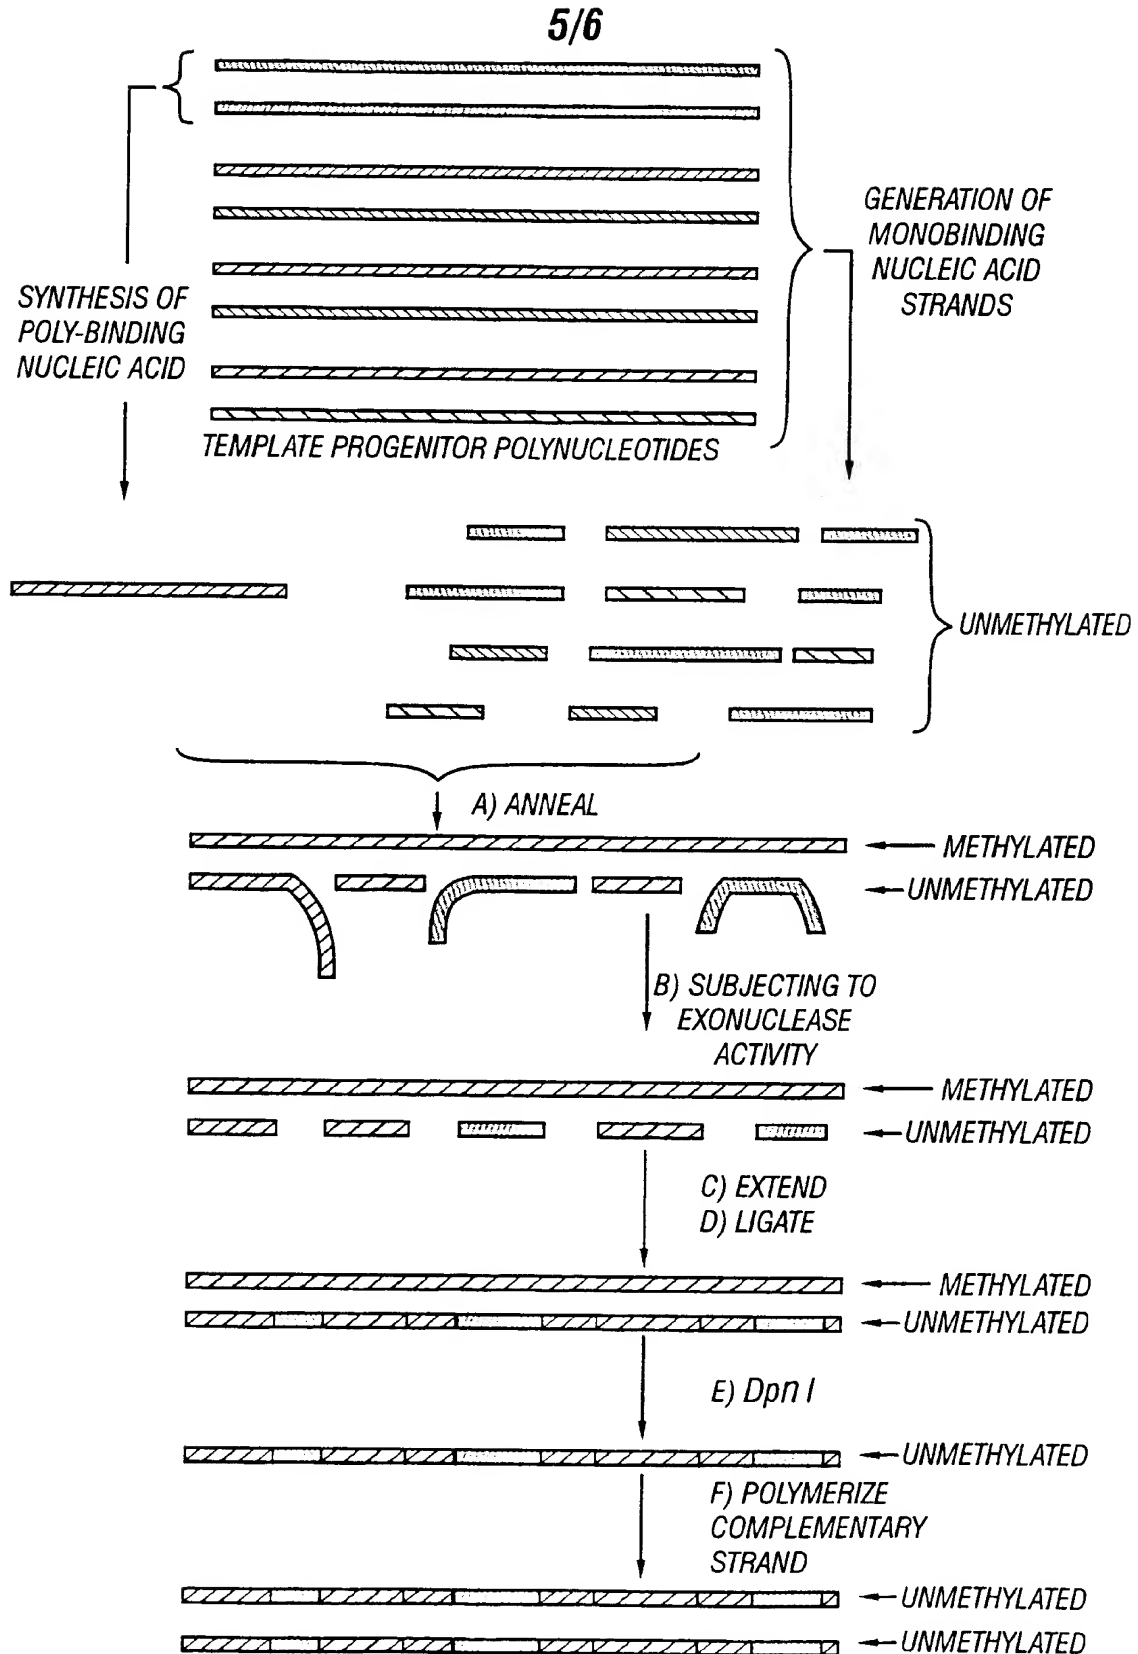 5/6
SYNTHESIS OF
POLY-BINDING
NUCLEIC ACID
GENERATION OF
MONOBINDING
NUCLEIC ACID
STRANDS
TEMPLATE PROGENITOR POLYNUCLEOTIDES
UNMETHYLATED
A) ANNEAL
METHYLATED
UNMETHYLATED
B) SUBJECTING TO
EXONUCLEASE
ACTIVITY
METHYLATED
UNMETHYLATED
C) EXTEND
D) LIGATE
METHYLATED
UNMETHYLATED
E) Dpn I
UNMETHYLATED
F) POLYMERIZE
COMPLEMENTARY
STRAND
UNMETHYLATED
UNMETHYLATED